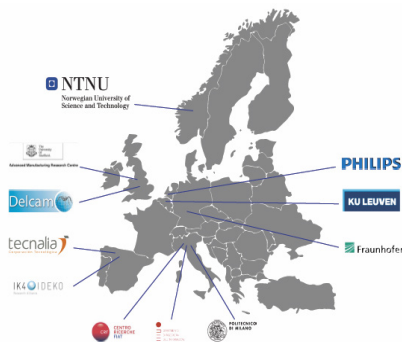 NTNU
Norwegian University of
Science and Technology
Advanced Manufacturing Research Centre
Delcam
tecnalia
IK4 IDEKO
PHILIPS
KU LEUVEN
Fraunhofer
CRF
CENTRO
RICERCHE
FIAT
POLITECNICO
DI MILANO